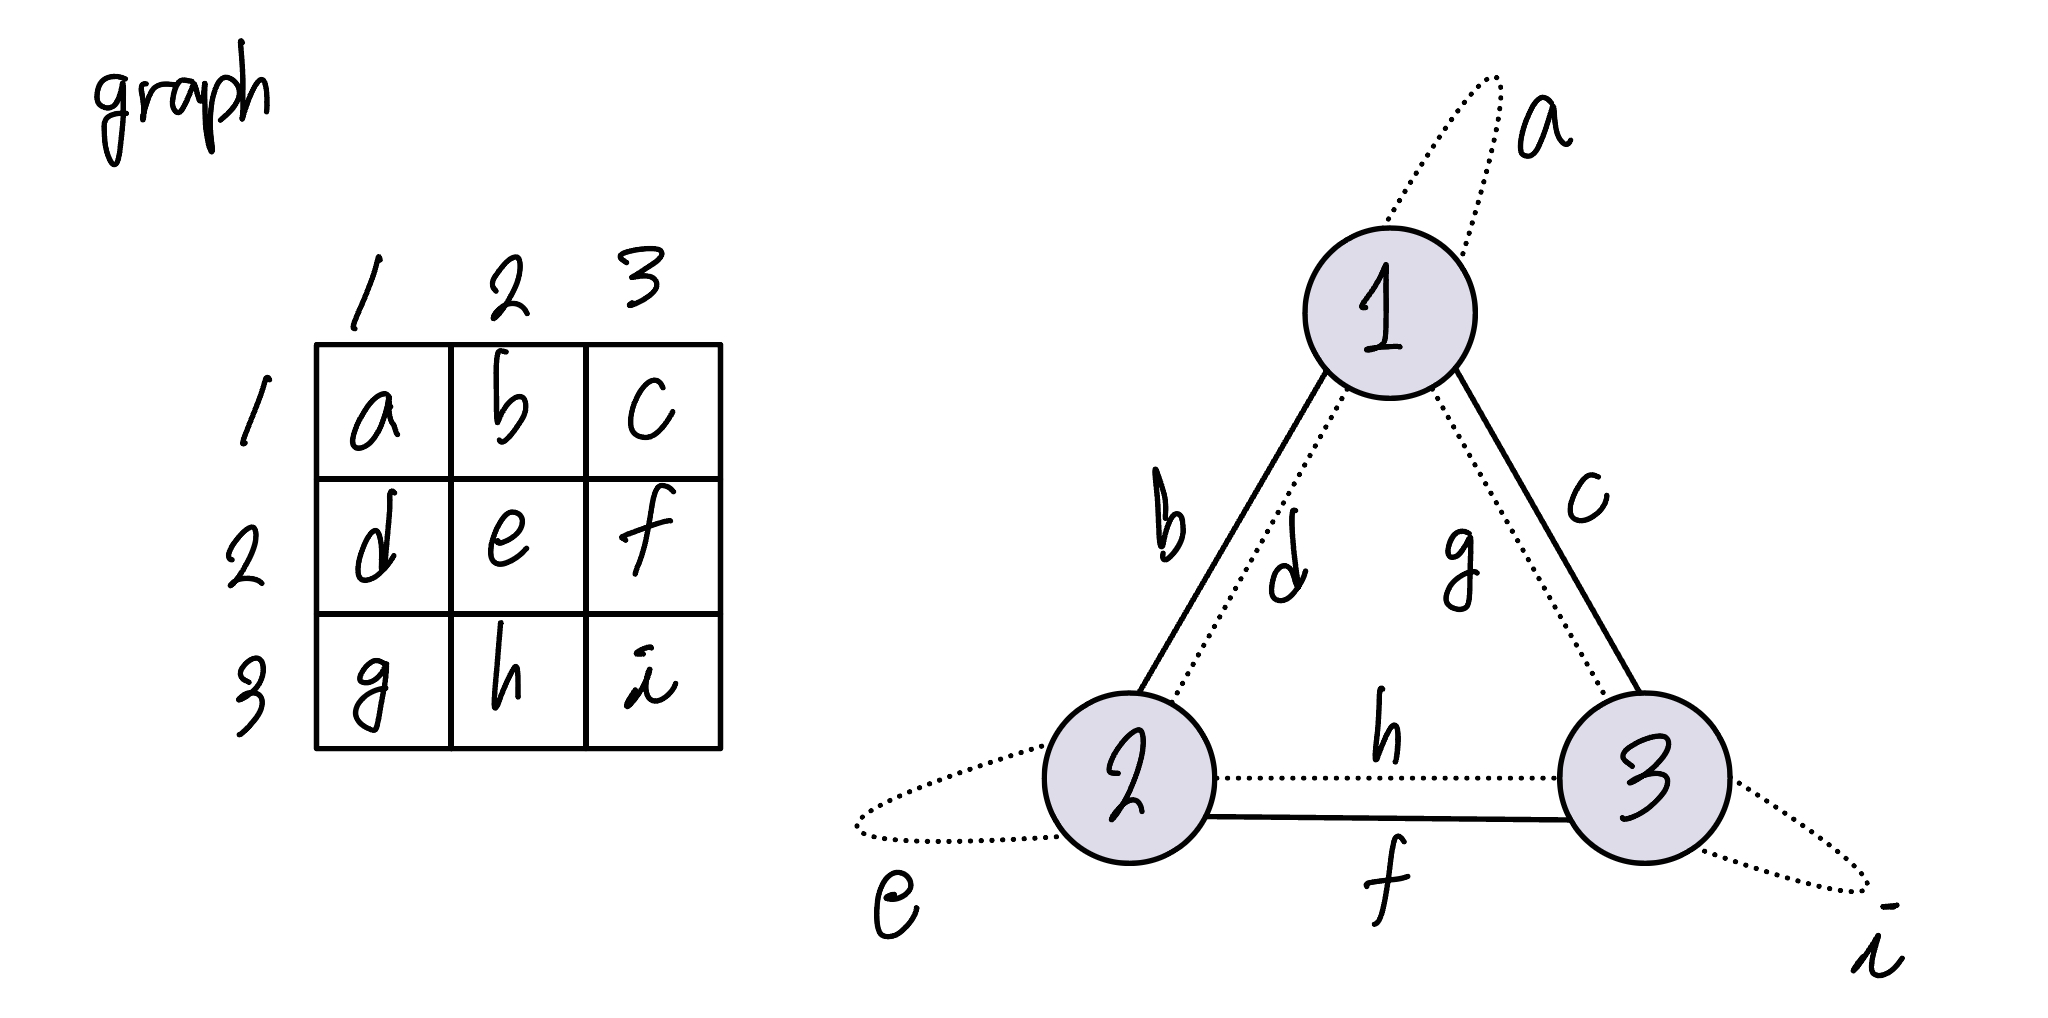 graph
1 2 3
1 a b c
2 d e f
3 g h i
a
1
b d g c
h
2 3
f
e
i